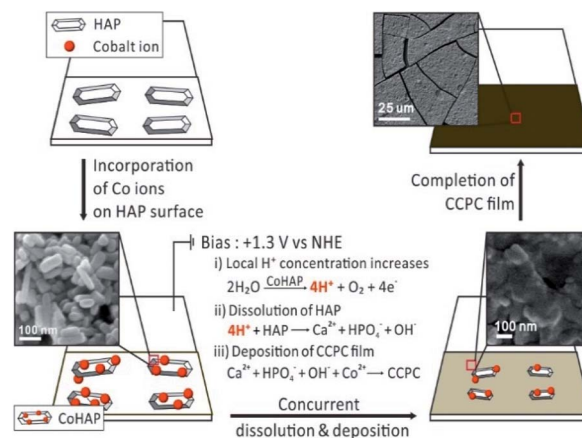 HAP
Cobalt ion
25 um
Incorporation
of Co ions
on HAP surface
Completion of
CCPC film
100 nm
Bias : +1.3 V vs NHE
i) Local H⁺ concentration increases
2H₂O CoHAP→ 4H⁺ + O₂ + 4e⁻
ii) Dissolution of HAP
4H⁺ + HAP → Ca²⁺ + HPO₄⁻ + OH⁻
iii) Deposition of CCPC film
Ca²⁺ + HPO₄⁻ + OH⁻ + Co²⁺ → CCPC
100 nm
CoHAP
Concurrent
dissolution & deposition